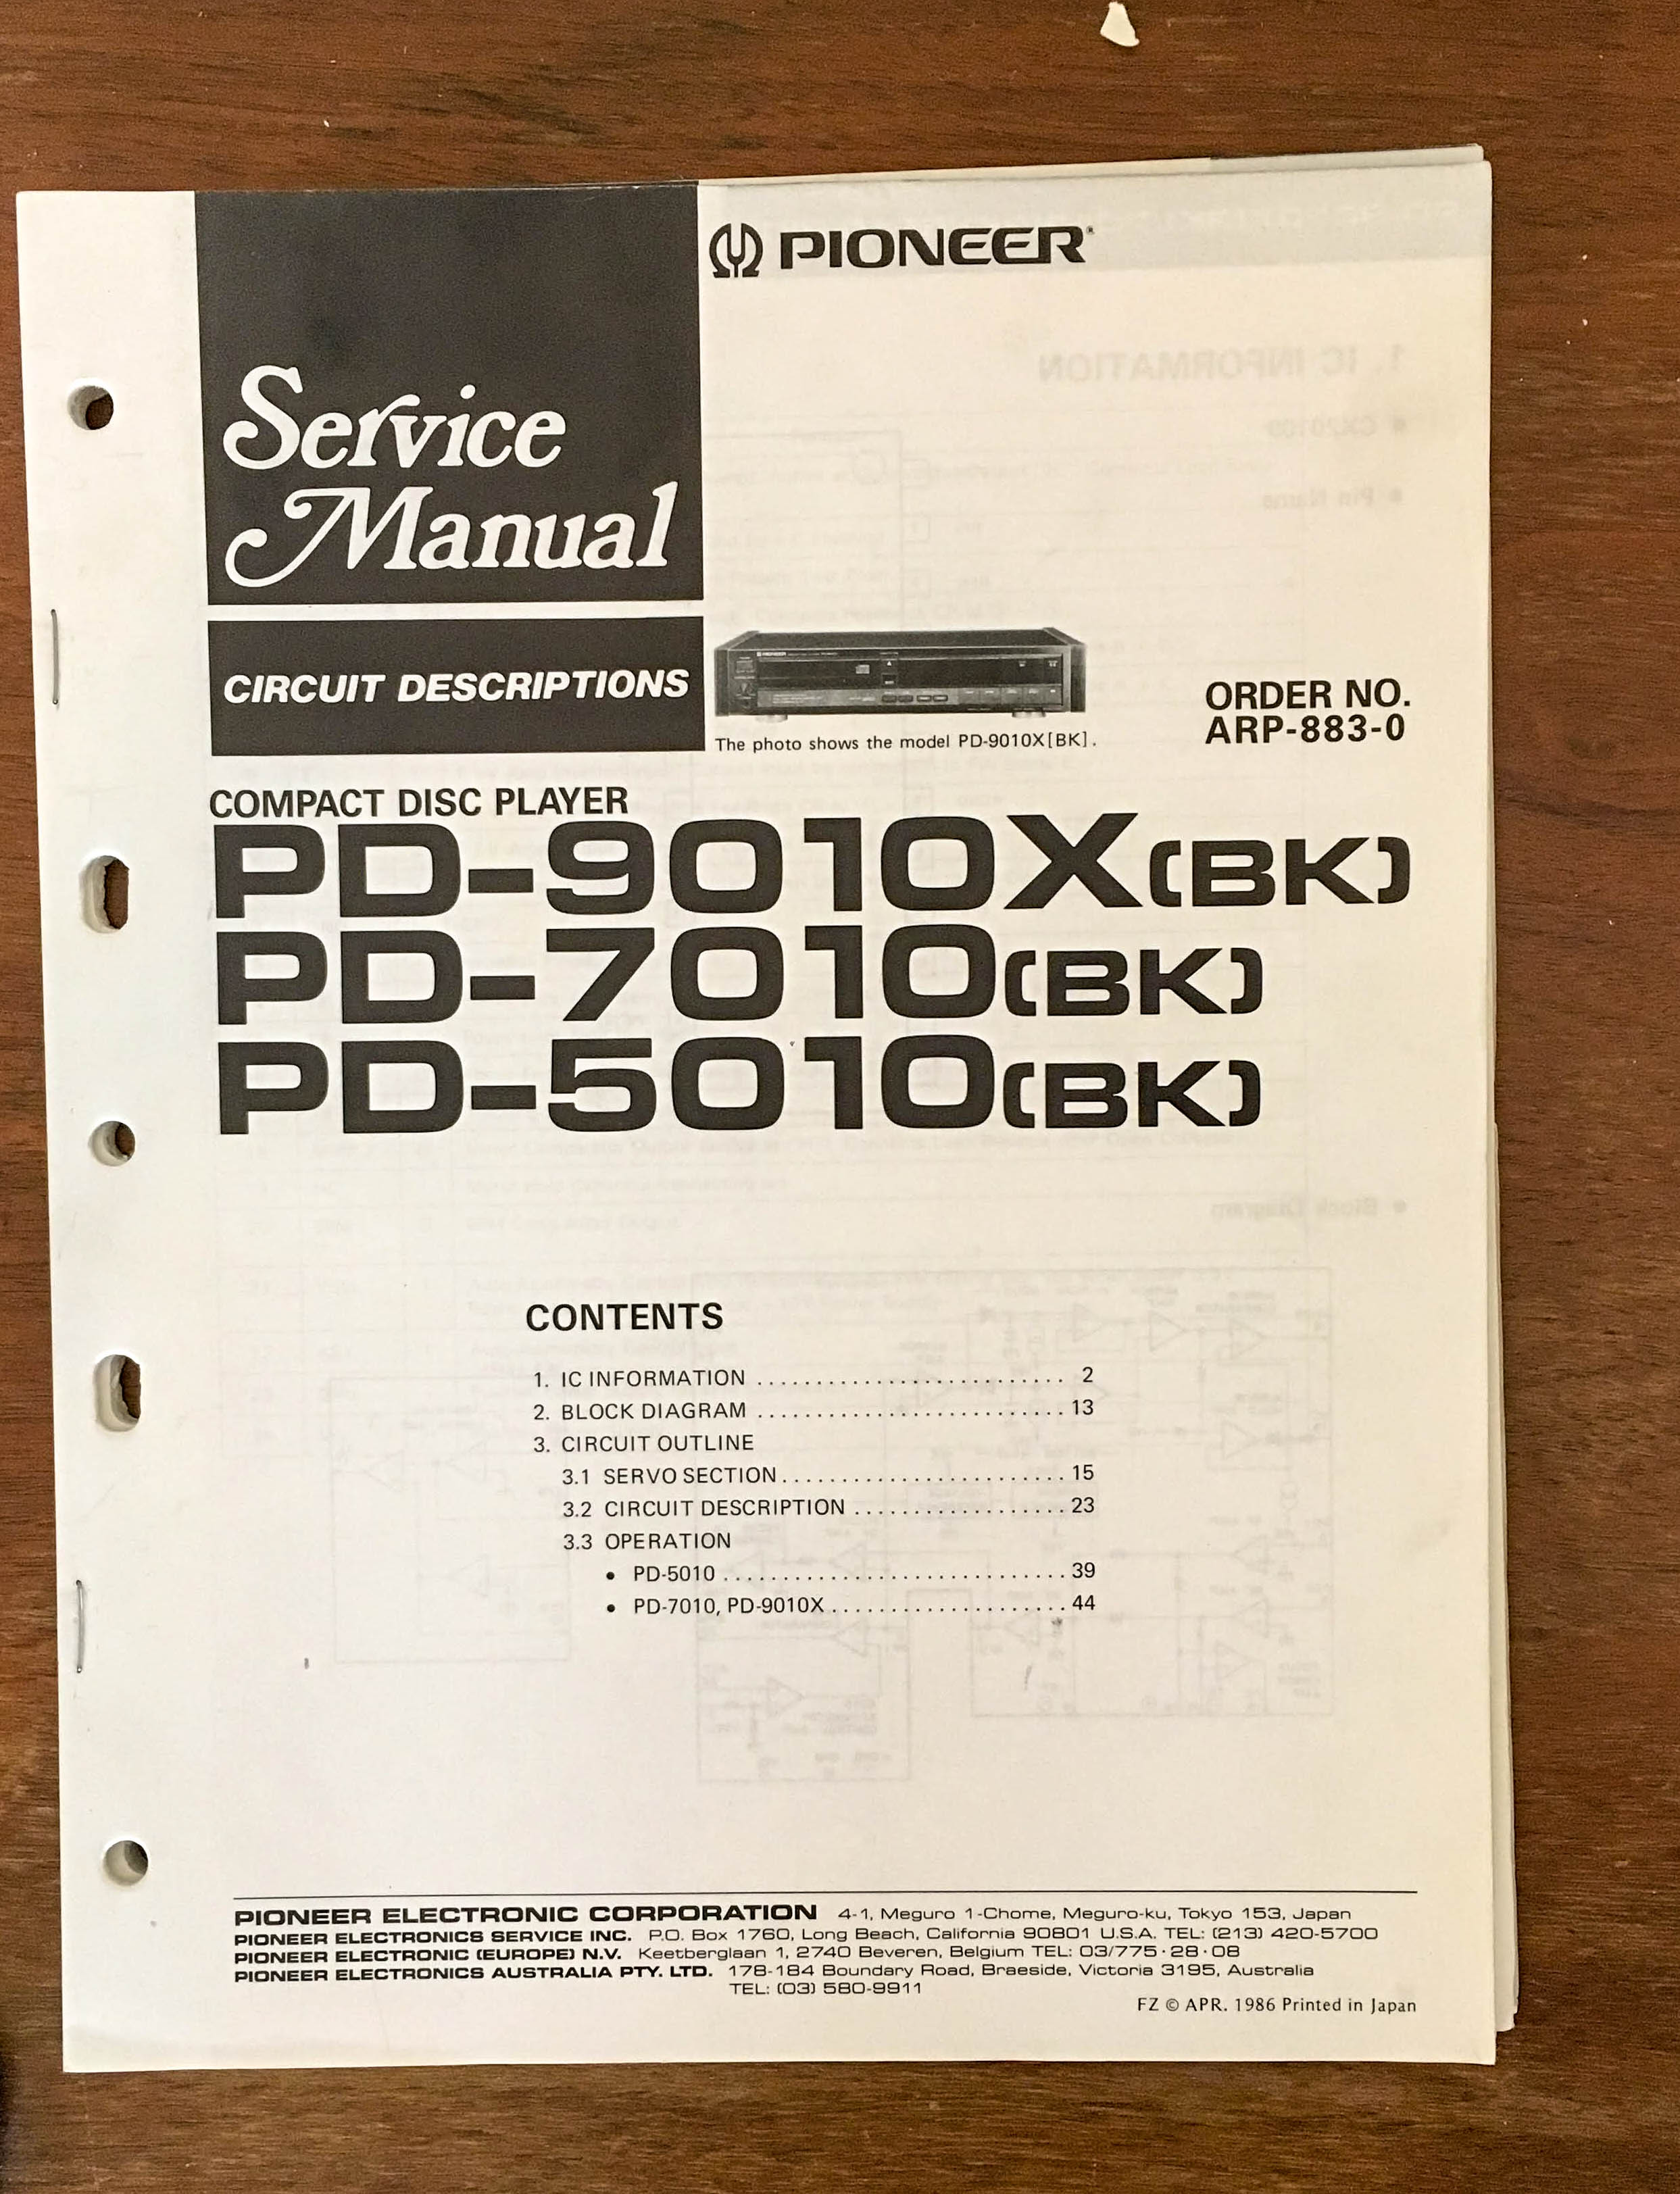 PIONEER
Service
Manual
CIRCUIT DESCRIPTIONS
The photo shows the model PD-9010X[BK].
ORDER NO.
ARP-883-0
COMPACT DISC PLAYER
PD-9010X(BK)
PD-7010(BK)
PD-5010(BK)
CONTENTS
1. IC INFORMATION .......................... 2
2. BLOCK DIAGRAM .......................... 13
3. CIRCUIT OUTLINE
3.1 SERVO SECTION ........................ 15
3.2 CIRCUIT DESCRIPTION .................. 23
3.3 OPERATION
• PD-5010 ............................. 39
• PD-7010, PD-9010X .................... 44
PIONEER ELECTRONIC CORPORATION 4-1, Meguro 1-Chome, Meguro-ku, Tokyo 153, Japan
PIONEER ELECTRONICS SERVICE INC. P.O. Box 1760, Long Beach, California 90801 U.S.A. TEL: (213) 420-5700
PIONEER ELECTRONIC (EUROPE) N.V. Keetberglaan 1, 2740 Beveren, Belgium TEL: 03/775·28·08
PIONEER ELECTRONICS AUSTRALIA PTY. LTD. 178-184 Boundary Road, Braeside, Victoria 3195, Australia
TEL: (03) 580-9911
FZ © APR. 1986 Printed in Japan